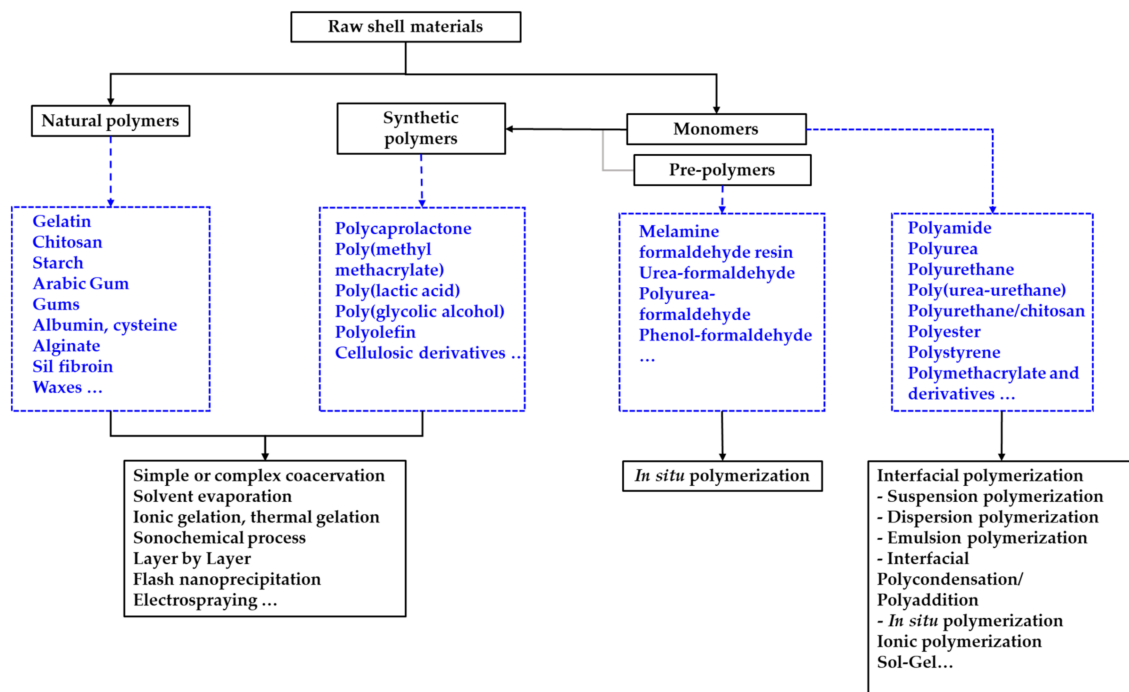 Raw shell materials
Natural polymers
Synthetic
polymers
Monomers
Pre-polymers
Gelatin
Chitosan
Starch
Arabic Gum
Gums
Albumin, cysteine
Alginate
Sil fibroin
Waxes …
Polycaprolactone
Poly(methyl
methacrylate)
Poly(lactic acid)
Poly(glycolic alcohol)
Polyolefin
Cellulosic derivatives …
Melamine
formaldehyde resin
Urea-formaldehyde
Polyurea-
formaldehyde
Phenol-formaldehyde
…
Polyamide
Polyurea
Polyurethane
Poly(urea-urethane)
Polyurethane/chitosan
Polyester
Polystyrene
Polymethacrylate and
derivatives …
Simple or complex coacervation
Solvent evaporation
Ionic gelation, thermal gelation
Sonochemical process
Layer by Layer
Flash nanoprecipitation
Electrospraying …
In situ polymerization
Interfacial polymerization
- Suspension polymerization
- Dispersion polymerization
- Emulsion polymerization
- Interfacial
Polycondensation/
Polyaddition
- In situ polymerization
Ionic polymerization
Sol-Gel…